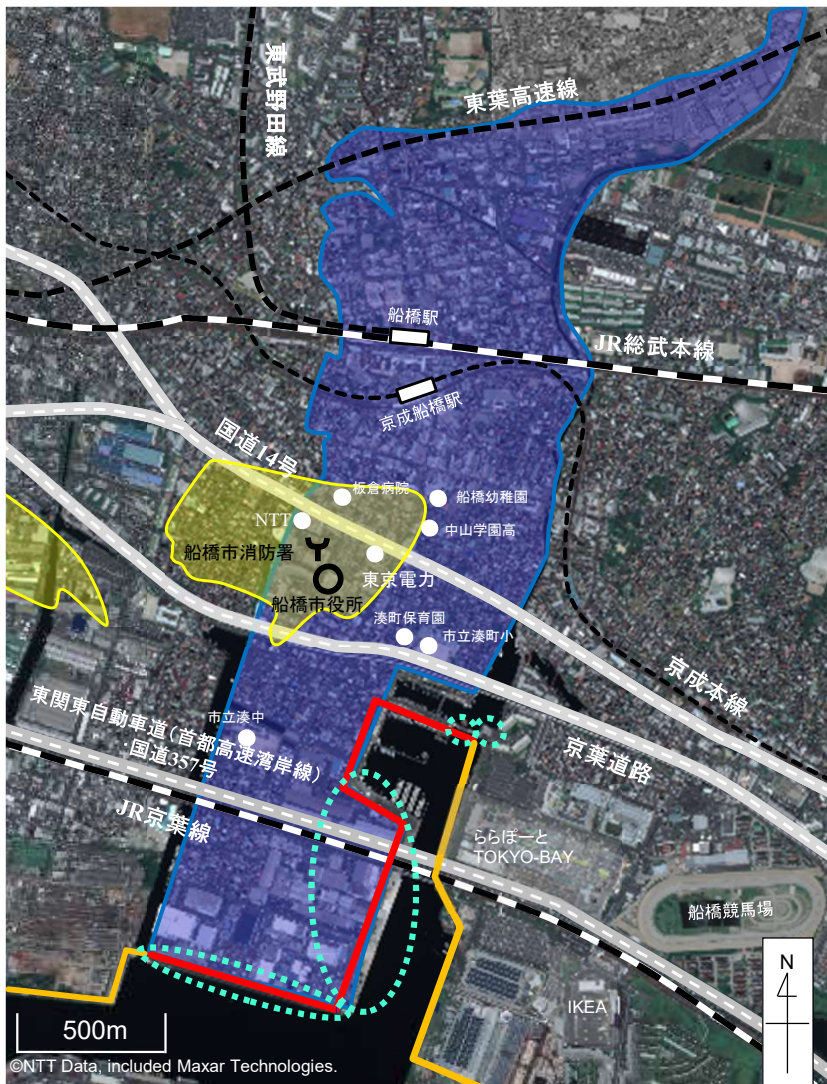 東武野田線
東葉高速線
船橋駅
JR総武本線
京成船橋駅
国道14号
板倉病院
船橋幼稚園
NTT
中山学園高
船橋市消防署
東京電力
船橋市役所
湊町保育園
市立湊町小
京成本線
東関東自動車道（首都高速湾岸線）
・国道357号
市立湊中
京葉道路
JR京葉線
ららぽーと
TOKYO-BAY
船橋競馬場
N
IKEA
500m
©NTT Data, included Maxar Technologies.